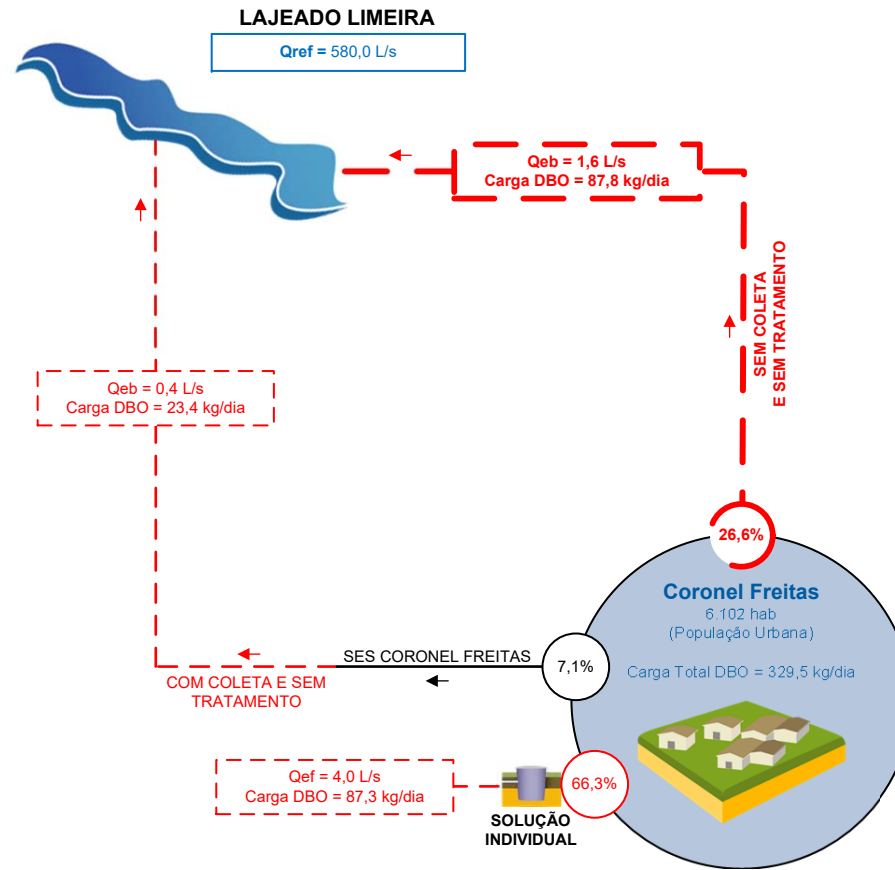 LAJEADO LIMEIRA
Qref = 580,0 L/s
Qeb = 1,6 L/s
Carga DBO = 87,8 kg/dia
SEM COLETA
E SEM TRATAMENTO
Qeb = 0,4 L/s
Carga DBO = 23,4 kg/dia
26,6%
Coronel Freitas
6.102 hab
(População Urbana)
Carga Total DBO = 329,5 kg/dia
SES CORONEL FREITAS
7,1%
COM COLETA E SEM
TRATAMENTO
Qef = 4,0 L/s
Carga DBO = 87,3 kg/dia
66,3%
SOLUÇÃO
INDIVIDUAL